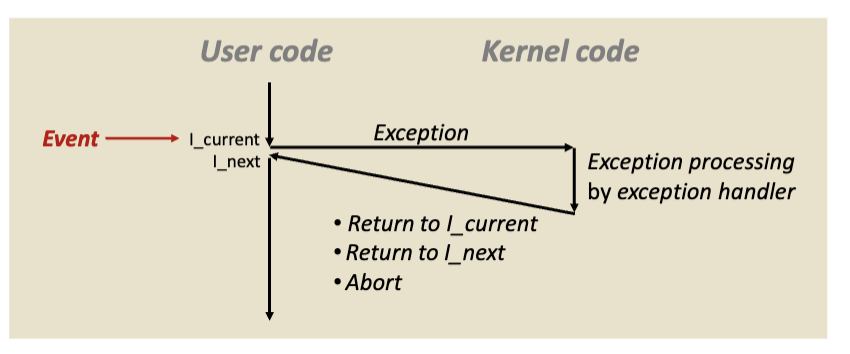 User code
Kernel code
Event
I_current
Exception
I_next
Exception processing
by exception handler
• Return to I_current
• Return to I_next
• Abort